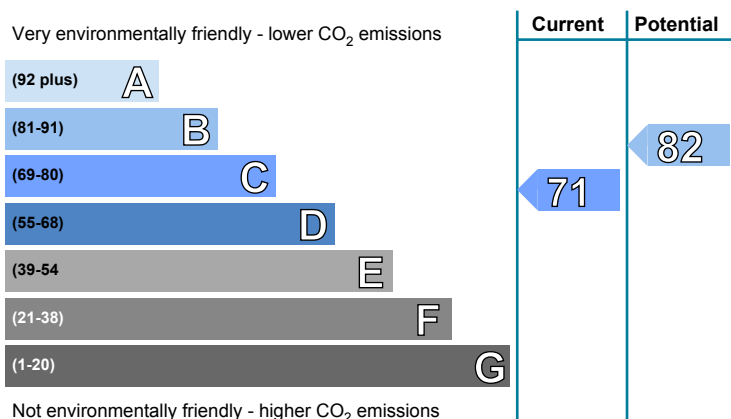 Very environmentally friendly - lower CO2 emissions
Current
Potential
(92 plus) A
(81-91) B
(69-80) C
(55-68) D
(39-54 E
(21-38) F
(1-20) G
82
71
Not environmentally friendly - higher CO2 emissions